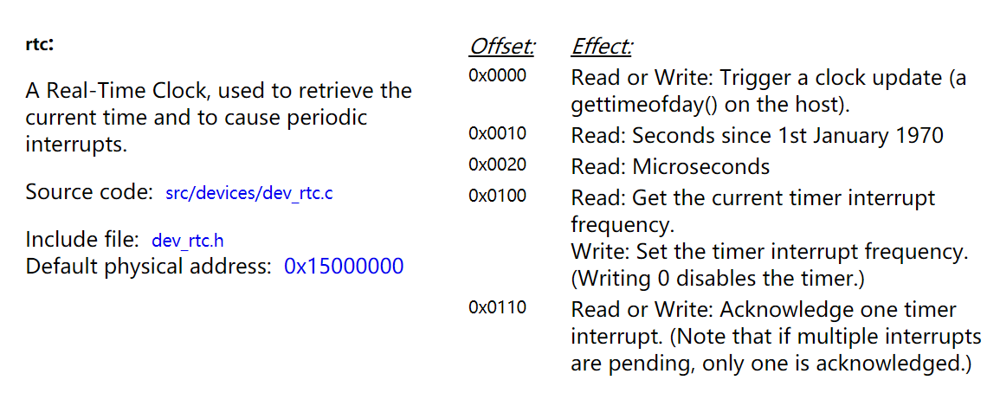 rtc:
A Real-Time Clock, used to retrieve the
current time and to cause periodic
interrupts.
Source code: src/devices/dev_rtc.c
Include file: dev_rtc.h
Default physical address: 0x15000000
Offset: Effect:
0x0000 Read or Write: Trigger a clock update (a
gettimeofday() on the host).
0x0010 Read: Seconds since 1st January 1970
0x0020 Read: Microseconds
0x0100 Read: Get the current timer interrupt
frequency.
Write: Set the timer interrupt frequency.
(Writing 0 disables the timer.)
0x0110 Read or Write: Acknowledge one timer
interrupt. (Note that if multiple interrupts
are pending, only one is acknowledged.)